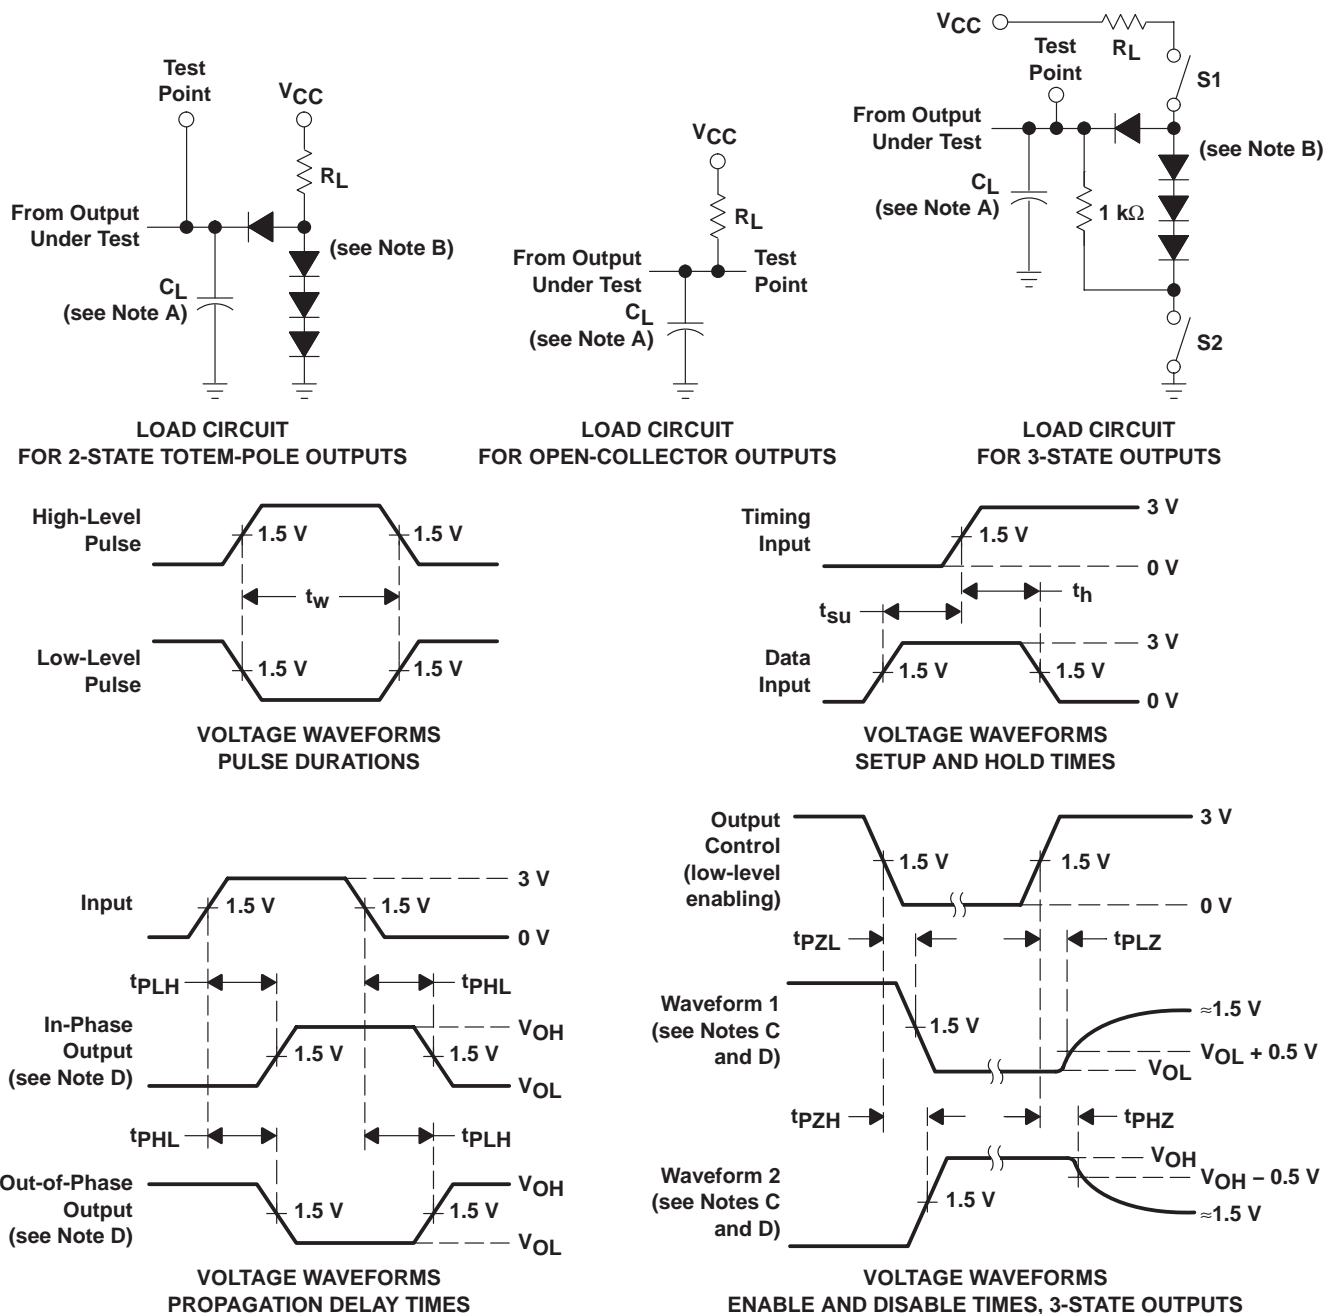 Test
Point
VCC
RL
From Output
Under Test
(see Note B)
CL
(see Note A)
LOAD CIRCUIT
FOR 2-STATE TOTEM-POLE OUTPUTS
VCC
RL
From Output
Under Test
Test
Point
CL
(see Note A)
LOAD CIRCUIT
FOR OPEN-COLLECTOR OUTPUTS
VCC
RL
Test
Point
S1
From Output
Under Test
(see Note B)
CL
(see Note A)
1 kΩ
S2
LOAD CIRCUIT
FOR 3-STATE OUTPUTS
High-Level
Pulse
1.5 V
1.5 V
tw
Low-Level
Pulse
1.5 V
1.5 V
VOLTAGE WAVEFORMS
PULSE DURATIONS
Timing
Input
1.5 V
3 V
0 V
th
tsu
Data
Input
1.5 V
1.5 V
3 V
0 V
VOLTAGE WAVEFORMS
SETUP AND HOLD TIMES
Input
1.5 V
1.5 V
3 V
0 V
tPLH
tPHL
In-Phase
Output
(see Note D)
1.5 V
1.5 V
VOH
VOL
tPHL
tPLH
Out-of-Phase
Output
(see Note D)
1.5 V
1.5 V
VOH
VOL
VOLTAGE WAVEFORMS
PROPAGATION DELAY TIMES
Output
Control
(low-level
enabling)
1.5 V
1.5 V
3 V
0 V
tPZL
tPLZ
Waveform 1
(see Notes C
and D)
1.5 V
≈1.5 V
VOL + 0.5 V
VOL
tPZH
tPHZ
Waveform 2
(see Notes C
and D)
1.5 V
VOH
VOH – 0.5 V
≈1.5 V
VOLTAGE WAVEFORMS
ENABLE AND DISABLE TIMES, 3-STATE OUTPUTS